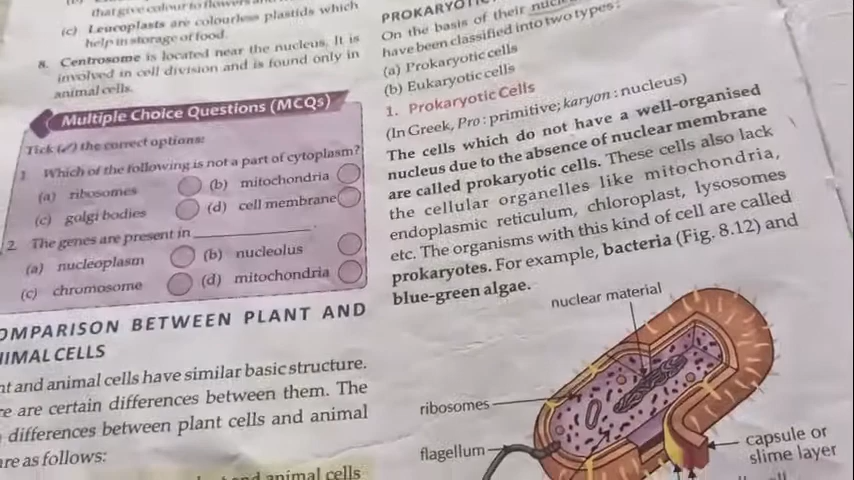 that give colour to flowers
(c) Leucoplasts are colourless plastids which
help in storage of food.
8. Centrosome is located near the nucleus. It is
involved in cell division and is found only in
animal cells.
Multiple Choice Questions (MCQs)
Tick (✓) the correct options:
1. Which of the following is not a part of cytoplasm?
(a) ribosomes (b) mitochondria
(c) golgi bodies (d) cell membrane
2. The genes are present in ____________.
(a) nucleoplasm (b) nucleolus
(c) chromosome (d) mitochondria
OMPARISON BETWEEN PLANT AND
IMAL CELLS
nt and animal cells have similar basic structure.
re are certain differences between them. The
differences between plant cells and animal
are as follows:
and animal cells
PROKARYOTIC
On the basis of their
have been classified into two types:
(a) Prokaryotic cells
(b) Eukaryotic cells
1. Prokaryotic Cells
(In Greek, Pro : primitive; karyon : nucleus)
The cells which do not have a well-organised
nucleus due to the absence of nuclear membrane
are called prokaryotic cells. These cells also lack
the cellular organelles like mitochondria,
endoplasmic reticulum, chloroplast, lysosomes
etc. The organisms with this kind of cell are called
prokaryotes. For example, bacteria (Fig. 8.12) and
blue-green algae.
nuclear material
ribosomes
flagellum
capsule or
slime layer